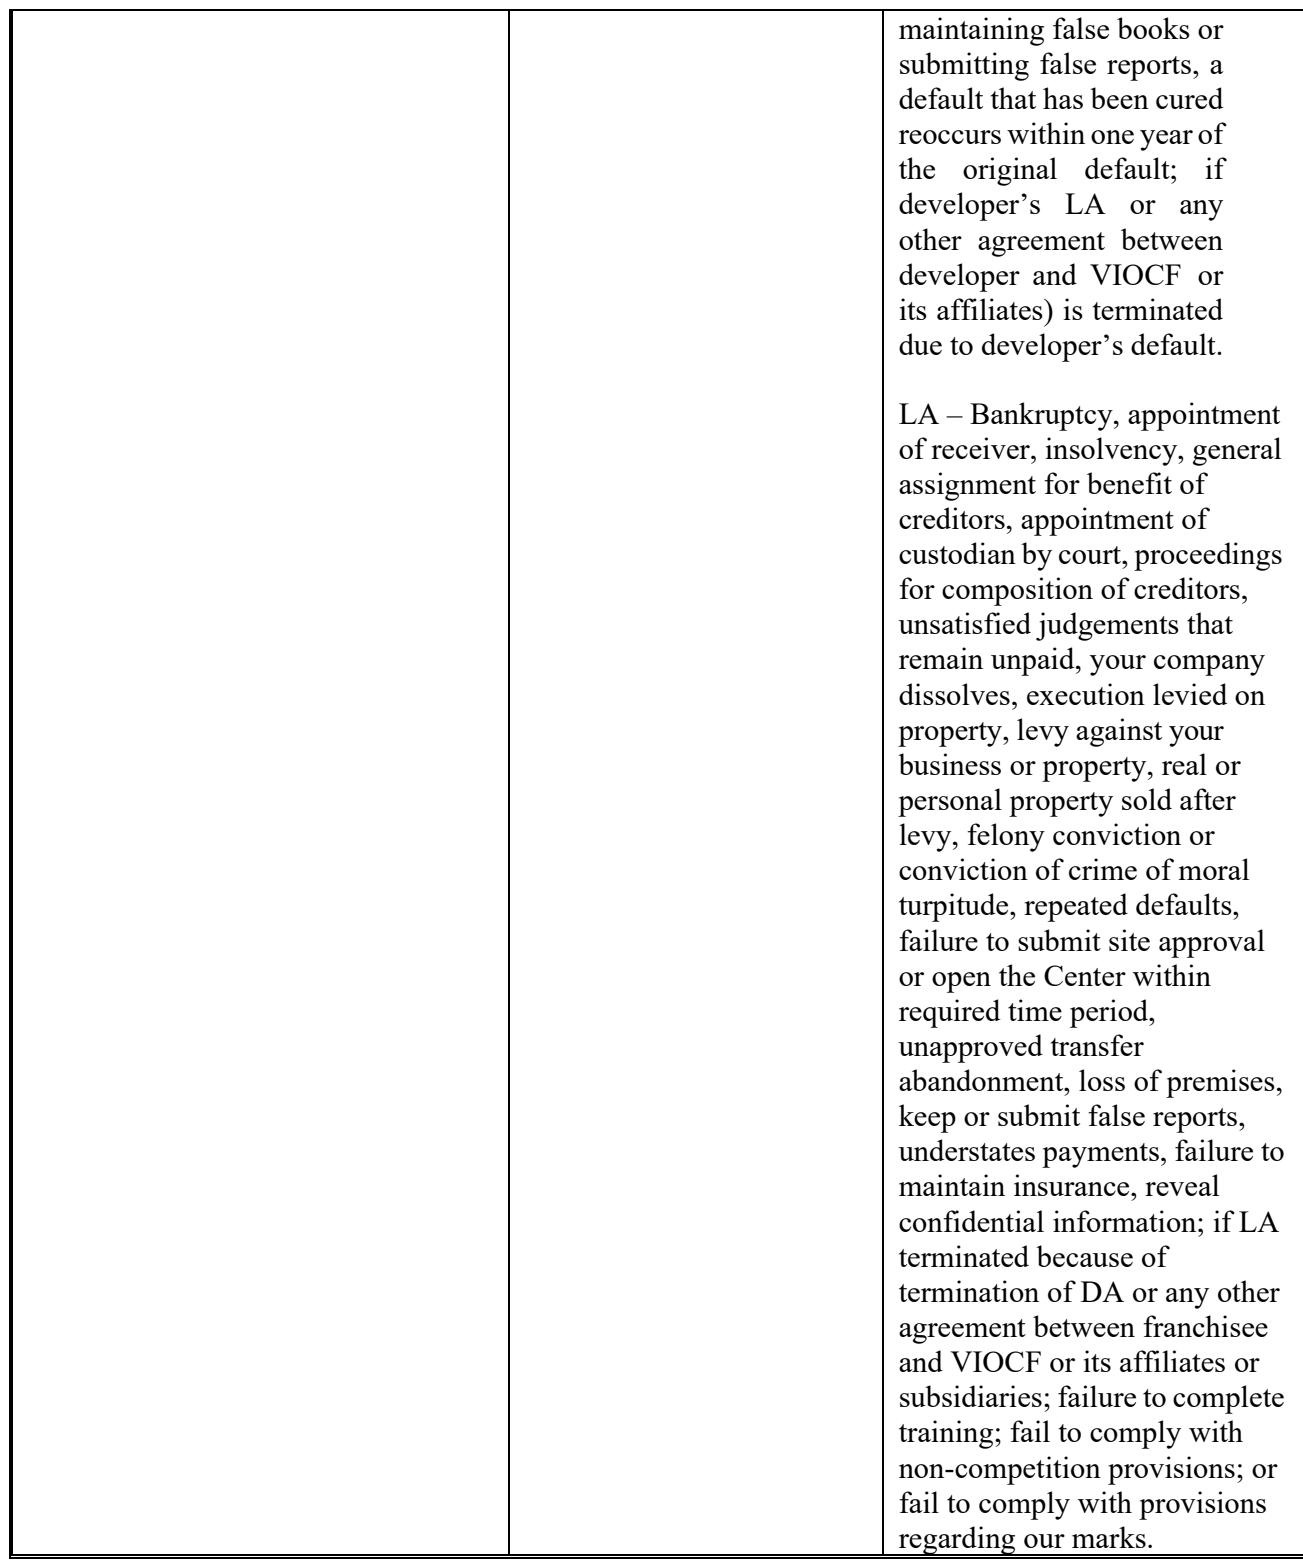 maintaining false books or
submitting false reports, a
default that has been cured
reoccurs within one year of
the original default; if
developer’s LA or any
other agreement between
developer and VIOCF or
its affiliates) is terminated
due to developer’s default.
LA – Bankruptcy, appointment
of receiver, insolvency, general
assignment for benefit of
creditors, appointment of
custodian by court, proceedings
for composition of creditors,
unsatisfied judgements that
remain unpaid, your company
dissolves, execution levied on
property, levy against your
business or property, real or
personal property sold after
levy, felony conviction or
conviction of crime of moral
turpitude, repeated defaults,
failure to submit site approval
or open the Center within
required time period,
unapproved transfer
abandonment, loss of premises,
keep or submit false reports,
understates payments, failure to
maintain insurance, reveal
confidential information; if LA
terminated because of
termination of DA or any other
agreement between franchisee
and VIOCF or its affiliates or
subsidiaries; failure to complete
training; fail to comply with
non-competition provisions; or
fail to comply with provisions
regarding our marks.